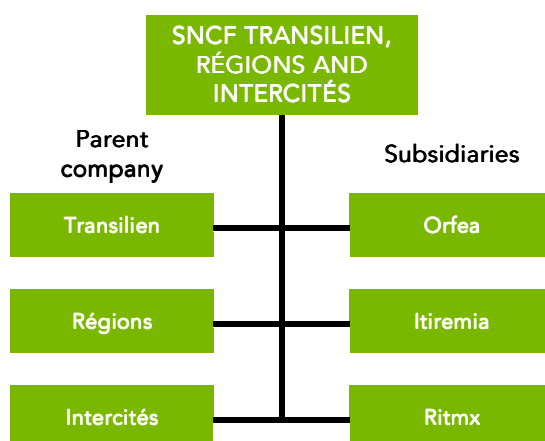 SNCF TRANSILIEN,
RÉGIONS AND
INTERCITÉS
Parent
company
Subsidiaries
Transilien
Orfea
Régions
Itiremia
Intercités
Ritmx